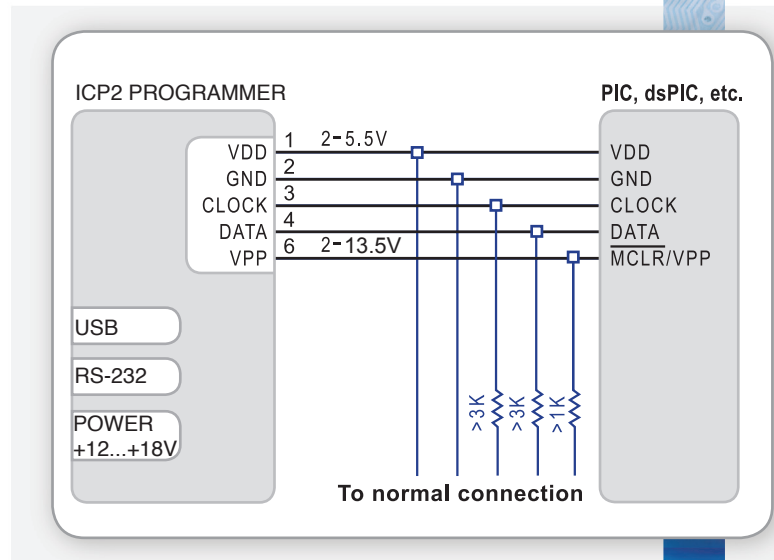 ICP2 PROGRAMMER
PIC, dsPIC, etc.
VDD 1 2-5.5V VDD
GND 2 GND
CLOCK 3 CLOCK
DATA 4 DATA
VPP 6 2-13.5V MCLR/VPP
USB
RS-232
POWER
+12...+18V
>3K >3K >1K
To normal connection